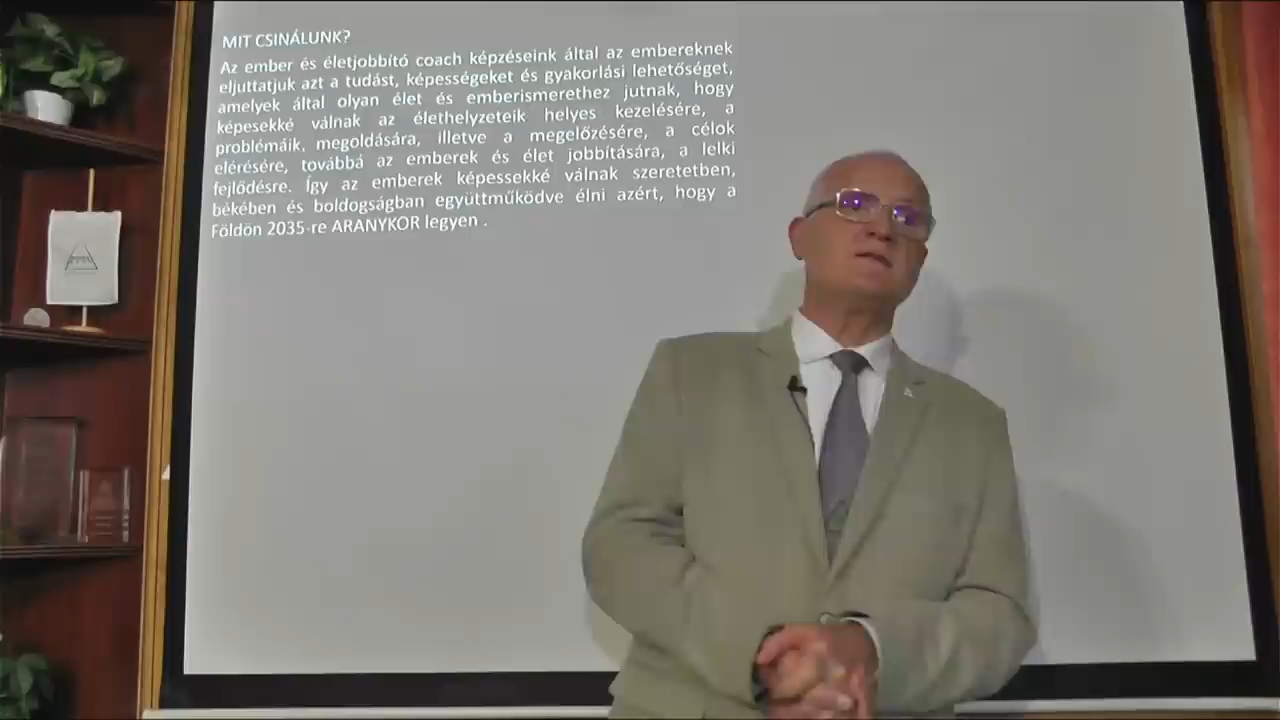 MIT CSINÁLUNK?
Az ember és életjobbító coach képzéseink által az embereknek
eljuttatjuk azt a tudást, képességeket és gyakorlási lehetőséget,
amelyek által olyan élet és emberismerethez jutnak, hogy
képesekké válnak az élethelyzeteik helyes kezelésére, a
problémáik. megoldására, illetve a megelőzésére, a célok
elérésére, továbbá az emberek és élet jobbítására, a lelki
fejlődésre. Így az emberek képessekké válnak szeretetben,
békében és boldogságban együttműködve élni azért, hogy a
Földön 2035-re ARANYKOR legyen .